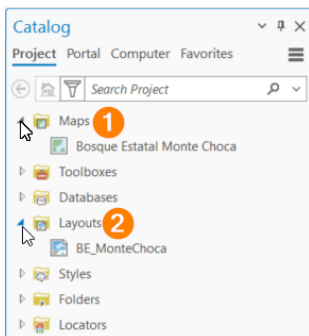 Catalog
Project Portal Computer Favorites
Search Project
Maps 1
Bosque Estatal Monte Choca
Toolboxes
Databases
Layouts 2
BE_MonteChoca
Styles
Folders
Locators